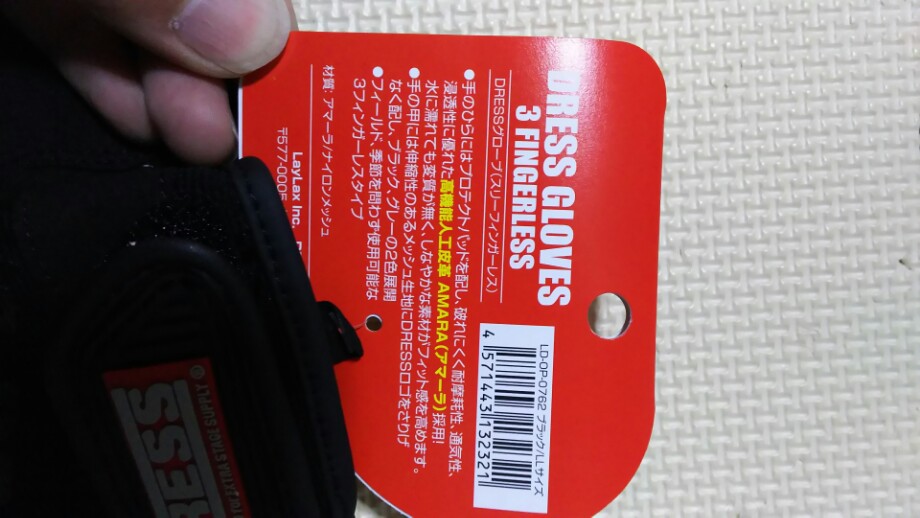 DRESS GLOVES
3 FINGERLESS
DRESSグローブ(スリーフィンガーレス)
LD-OP-0762 ブラック/LLサイズ
4 571443 132321
●手のひらにはプロテクトパッドを配し、破れにくく耐摩耗性、通気性、
浸透性に優れた高機能人工皮革 AMARA(アマーラ)採用!
水に濡れても変質が無く、しなやかな素材がフィット感を高めます。
●手の甲には伸縮性のあるメッシュ生地にDRESSロゴをさりげ
なく配し、ブラック、グレーの2色展開
●フィールド、季節を問わず使用可能な
3フィンガーレスタイプ
材質:アマーラ/ナイロンメッシュ
LayLax Inc.
〒577-000
RESS
®
EXTRA STAGE SUPPLY